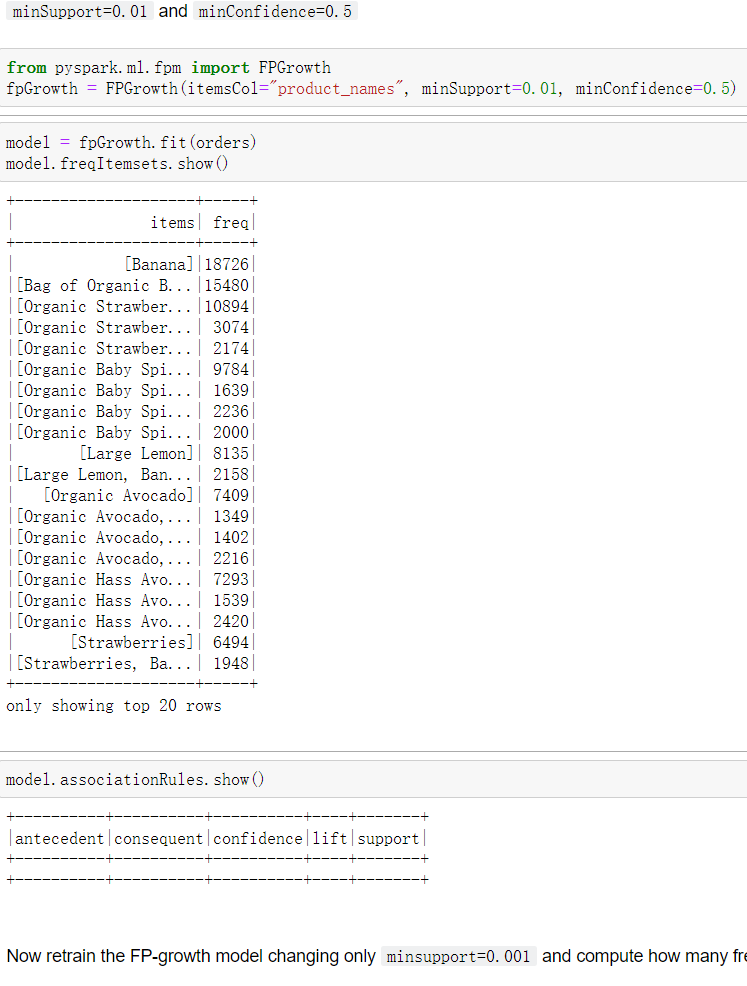 minSupport=0.01 and minConfidence=0.5
from pyspark.ml.fpm import FPGrowth
fpGrowth = FPGrowth(itemsCol="product_names", minSupport=0.01, minConfidence=0.5)
model = fpGrowth.fit(orders)
model.freqItemsets.show()
+--------------------+-----+
|               items| freq|
+--------------------+-----+
|            [Banana]|18726|
|[Bag of Organic B...|15480|
|[Organic Strawber...|10894|
|[Organic Strawber...| 3074|
|[Organic Strawber...| 2174|
|[Organic Baby Spi...| 9784|
|[Organic Baby Spi...| 1639|
|[Organic Baby Spi...| 2236|
|[Organic Baby Spi...| 2000|
|       [Large Lemon]| 8135|
|[Large Lemon, Ban...| 2158|
|   [Organic Avocado]| 7409|
|[Organic Avocado,...| 1349|
|[Organic Avocado,...| 1402|
|[Organic Avocado,...| 2216|
|[Organic Hass Avo...| 7293|
|[Organic Hass Avo...| 1539|
|[Organic Hass Avo...| 2420|
|      [Strawberries]| 6494|
|[Strawberries, Ba...| 1948|
+--------------------+-----+
only showing top 20 rows
model.associationRules.show()
+----------+----------+----------+----+-------+
|antecedent|consequent|confidence|lift|support|
+----------+----------+----------+----+-------+
+----------+----------+----------+----+-------+
Now retrain the FP-growth model changing only minsupport=0.001 and compute how many fre